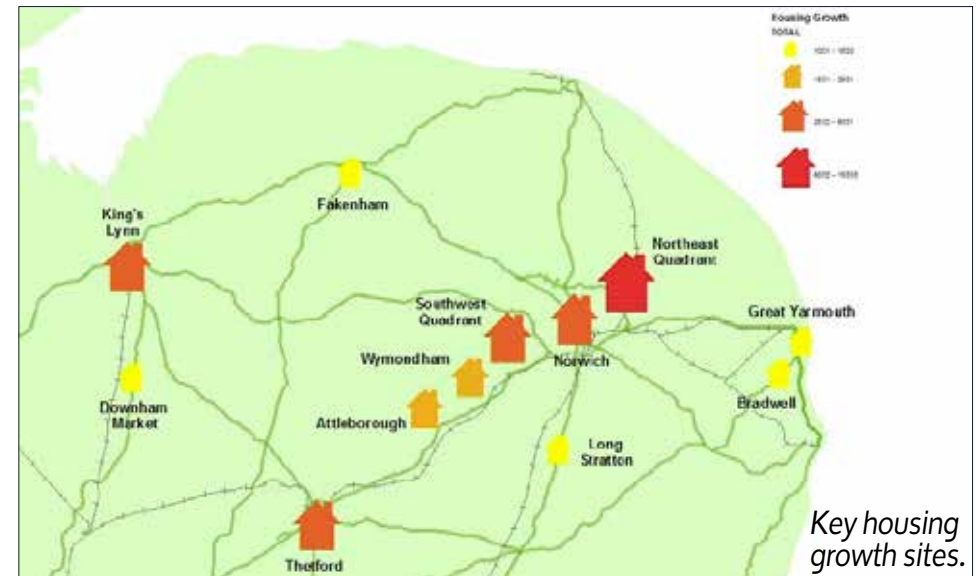 Housing Growth
TOTAL
Fakenham
King's
Lynn
Northeast
Quadrant
Southwest
Quadrant
Great Yarmouth
Wymondham
Norwich
Downham
Market
Attleborough
Bradwell
Long
Stratton
Thetford
Key housing
growth sites.